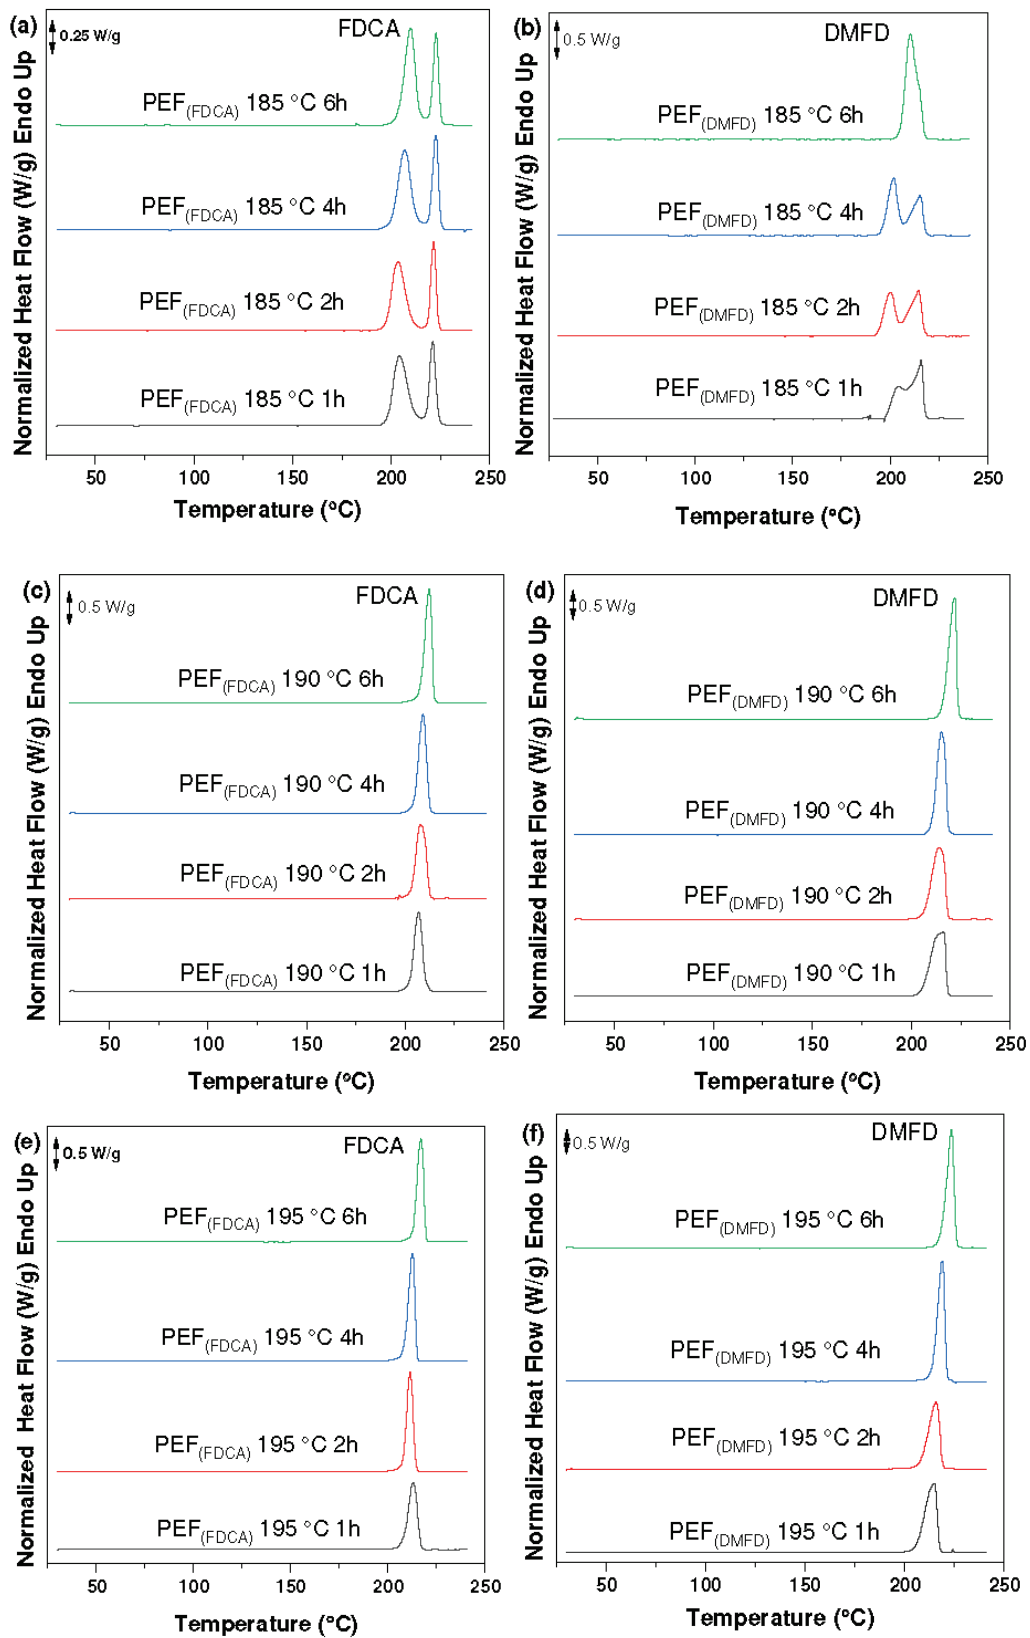 (a)
0.25 W/g
FDCA
PEF(FDCA) 185 °C 6h
PEF(FDCA) 185 °C 4h
PEF(FDCA) 185 °C 2h
PEF(FDCA) 185 °C 1h
Normalized Heat Flow (W/g) Endo Up
50 100 150 200 250
Temperature (°C)
(b)
0.5 W/g
DMFD
PEF(DMFD) 185 °C 6h
PEF(DMFD) 185 °C 4h
PEF(DMFD) 185 °C 2h
PEF(DMFD) 185 °C 1h
Normalized Heat Flow (W/g) Endo Up
50 100 150 200 250
Temperature (°C)
(c)
0.5 W/g
FDCA
PEF(FDCA) 190 °C 6h
PEF(FDCA) 190 °C 4h
PEF(FDCA) 190 °C 2h
PEF(FDCA) 190 °C 1h
Normalized Heat Flow (W/g) Endo Up
50 100 150 200 250
Temperature (°C)
(d)
0.5 W/g
DMFD
PEF(DMFD) 190 °C 6h
PEF(DMFD) 190 °C 4h
PEF(DMFD) 190 °C 2h
PEF(DMFD) 190 °C 1h
Normalized Heat Flow (W/g) Endo Up
50 100 150 200 250
Temperature (°C)
(e)
0.5 W/g
FDCA
PEF(FDCA) 195 °C 6h
PEF(FDCA) 195 °C 4h
PEF(FDCA) 195 °C 2h
PEF(FDCA) 195 °C 1h
Normalized Heat Flow (W/g) Endo Up
50 100 150 200 250
Temperature (°C)
(f)
0.5 W/g
DMFD
PEF(DMFD) 195 °C 6h
PEF(DMFD) 195 °C 4h
PEF(DMFD) 195 °C 2h
PEF(DMFD) 195 °C 1h
Normalized Heat Flow (W/g) Endo Up
50 100 150 200 250
Temperature (°C)